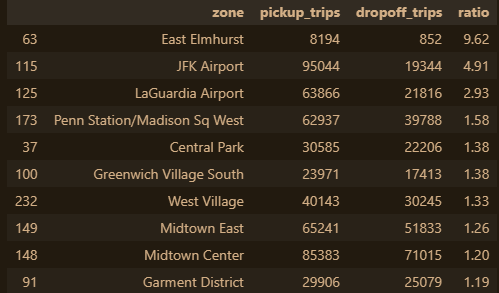 zone pickup_trips dropoff_trips ratio
63 East Elmhurst 8194 852 9.62
115 JFK Airport 95044 19344 4.91
125 LaGuardia Airport 63866 21816 2.93
173 Penn Station/Madison Sq West 62937 39788 1.58
37 Central Park 30585 22206 1.38
100 Greenwich Village South 23971 17413 1.38
232 West Village 40143 30245 1.33
149 Midtown East 65241 51833 1.26
148 Midtown Center 85383 71015 1.20
91 Garment District 29906 25079 1.19